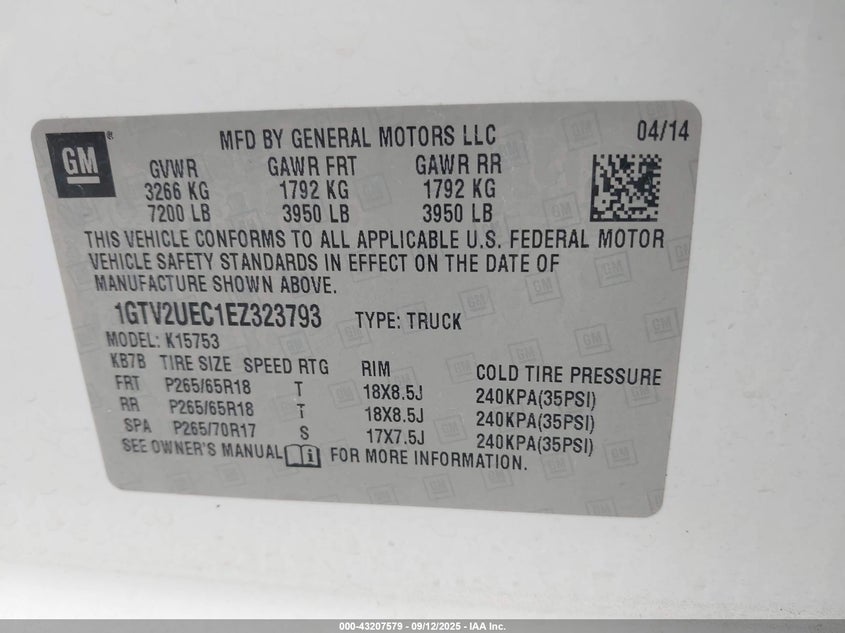 GM
MFD BY GENERAL MOTORS LLC 04/14
GVWR GAWR FRT GAWR RR
3266 KG 1792 KG 1792 KG
7200 LB 3950 LB 3950 LB
THIS VEHICLE CONFORMS TO ALL APPLICABLE U.S. FEDERAL MOTOR
VEHICLE SAFETY STANDARDS IN EFFECT ON THE DATE OF
MANUFACTURE SHOWN ABOVE.
1GTV2UEC1EZ323793 TYPE: TRUCK
MODEL: K15753
KB7B TIRE SIZE SPEED RTG RIM COLD TIRE PRESSURE
FRT P265/65R18 T 18X8.5J 240KPA(35PSI)
RR P265/65R18 T 18X8.5J 240KPA(35PSI)
SPA P265/70R17 S 17X7.5J 240KPA(35PSI)
SEE OWNER'S MANUAL i FOR MORE INFORMATION.
000-43207579 - 09/12/2025 - IAA Inc.